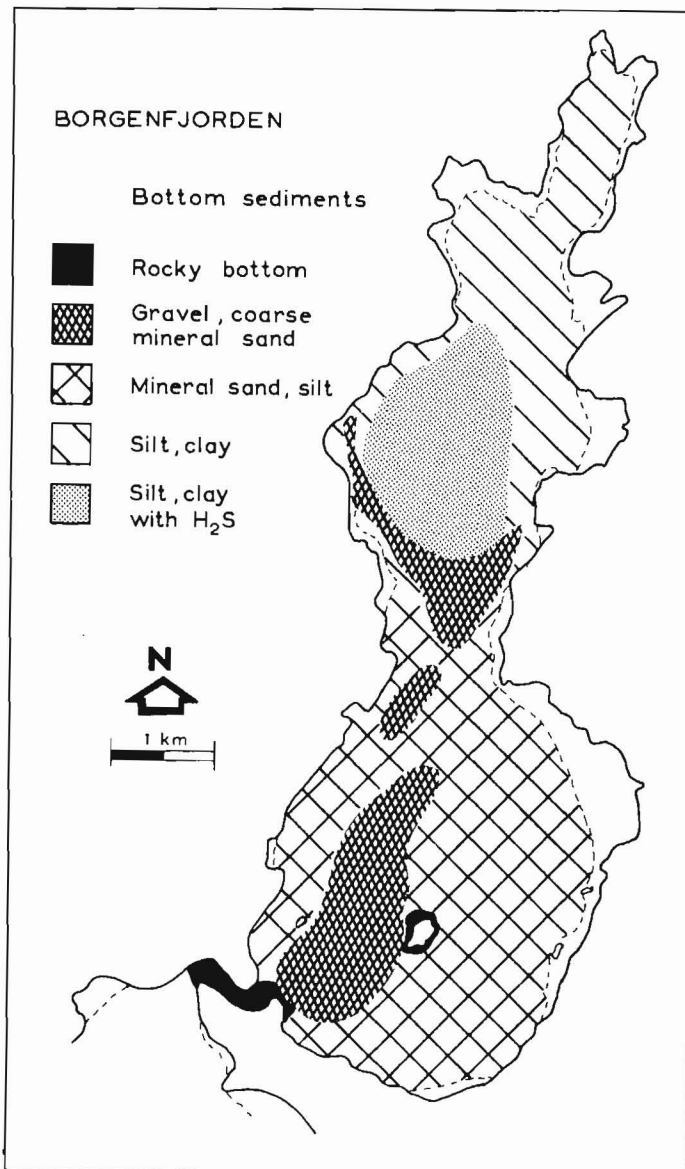 BORGENFJORDEN
Bottom sediments
Rocky bottom
Gravel, coarse
mineral sand
Mineral sand, silt
Silt, clay
Silt, clay
with H₂S
N
1 km